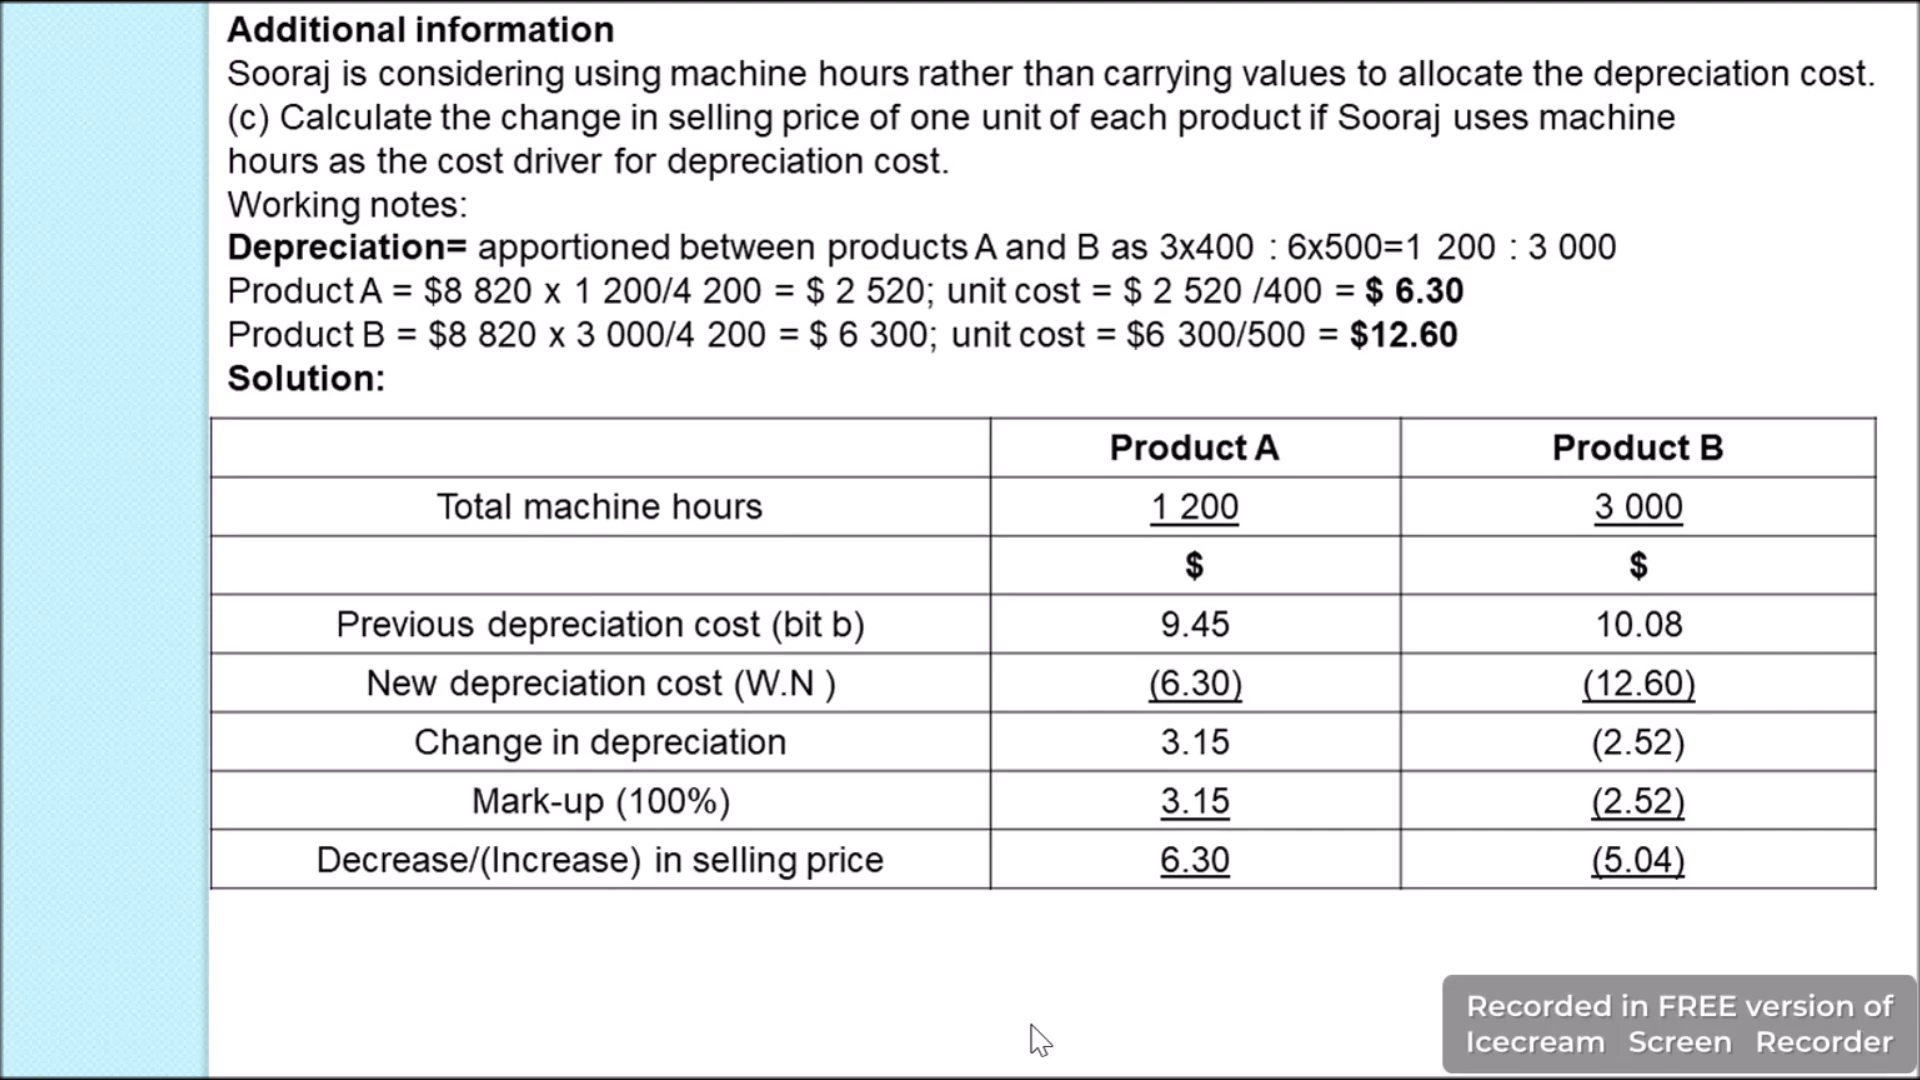 Additional information
Sooraj is considering using machine hours rather than carrying values to allocate the depreciation cost.
(c) Calculate the change in selling price of one unit of each product if Sooraj uses machine
hours as the cost driver for depreciation cost.
Working notes:
Depreciation= apportioned between products A and B as 3x400 : 6x500=1 200 : 3 000
Product A = $8 820 x 1 200/4 200 = $ 2 520; unit cost = $ 2 520 /400 = $ 6.30
Product B = $8 820 x 3 000/4 200 = $ 6 300; unit cost = $6 300/500 = $12.60
Solution:
Product A Product B
Total machine hours 1 200 3 000
$ $
Previous depreciation cost (bit b) 9.45 10.08
New depreciation cost (W.N ) (6.30) (12.60)
Change in depreciation 3.15 (2.52)
Mark-up (100%) 3.15 (2.52)
Decrease/(Increase) in selling price 6.30 (5.04)
Recorded in FREE version of
Icecream Screen Recorder